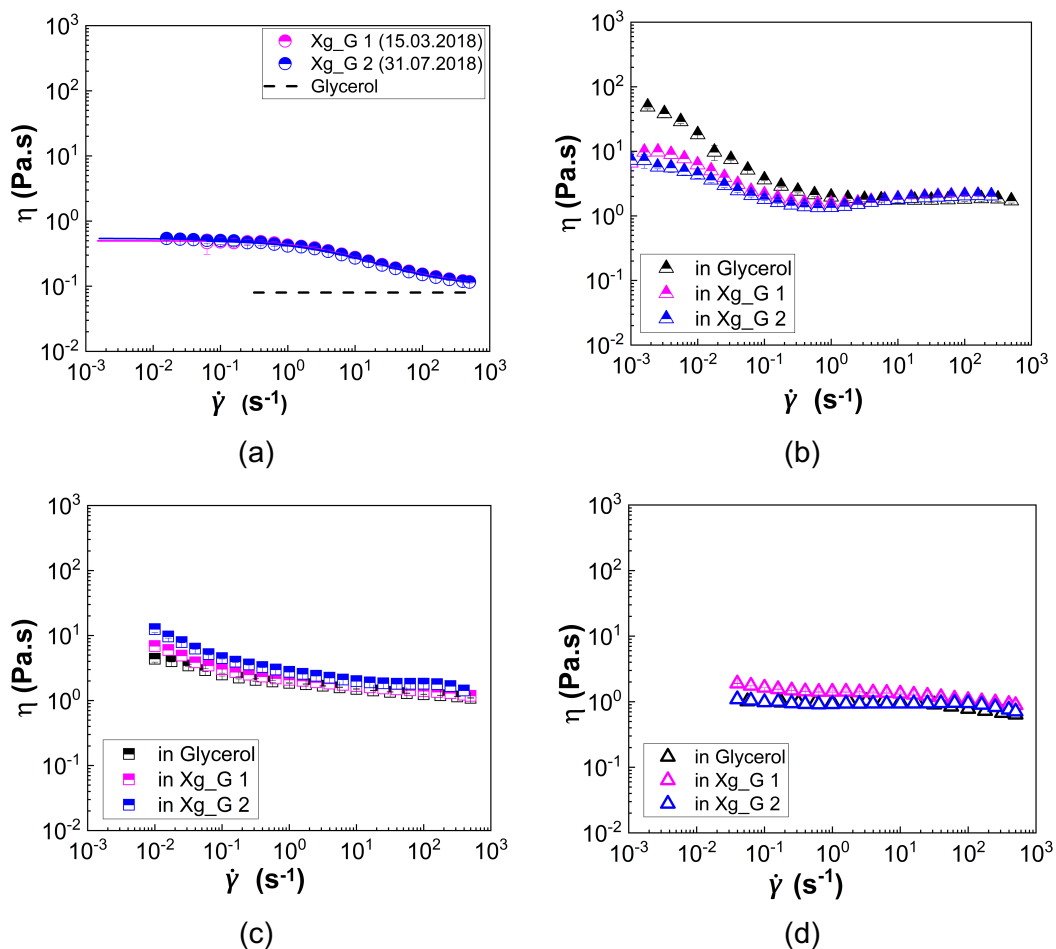 10³
10²
10¹
10⁰
10⁻¹
10⁻²
η (Pa.s)
Xg_G 1 (15.03.2018)
Xg_G 2 (31.07.2018)
Glycerol
10⁻³ 10⁻² 10⁻¹ 10⁰ 10¹ 10² 10³
γ̇ (s⁻¹)
(a)
10³
10²
10¹
10⁰
10⁻¹
10⁻²
η (Pa.s)
in Glycerol
in Xg_G 1
in Xg_G 2
10⁻³ 10⁻² 10⁻¹ 10⁰ 10¹ 10² 10³
γ̇ (s⁻¹)
(b)
10³
10²
10¹
10⁰
10⁻¹
10⁻²
η (Pa.s)
in Glycerol
in Xg_G 1
in Xg_G 2
10⁻³ 10⁻² 10⁻¹ 10⁰ 10¹ 10² 10³
γ̇ (s⁻¹)
(c)
10³
10²
10¹
10⁰
10⁻¹
10⁻²
η (Pa.s)
in Glycerol
in Xg_G 1
in Xg_G 2
10⁻³ 10⁻² 10⁻¹ 10⁰ 10¹ 10² 10³
γ̇ (s⁻¹)
(d)